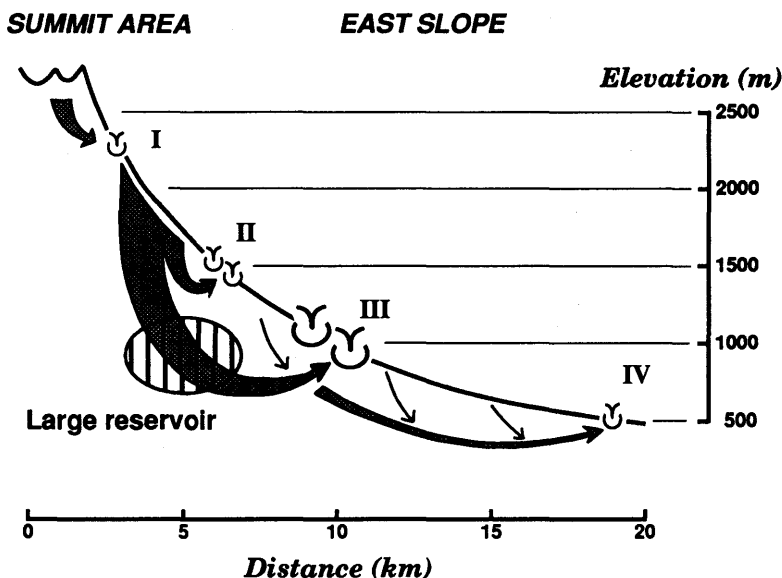 SUMMIT AREA EAST SLOPE
Elevation (m)
2500
I
2000
II
1500
III
1000
IV
Large reservoir
500
0 5 10 15 20
Distance (km)